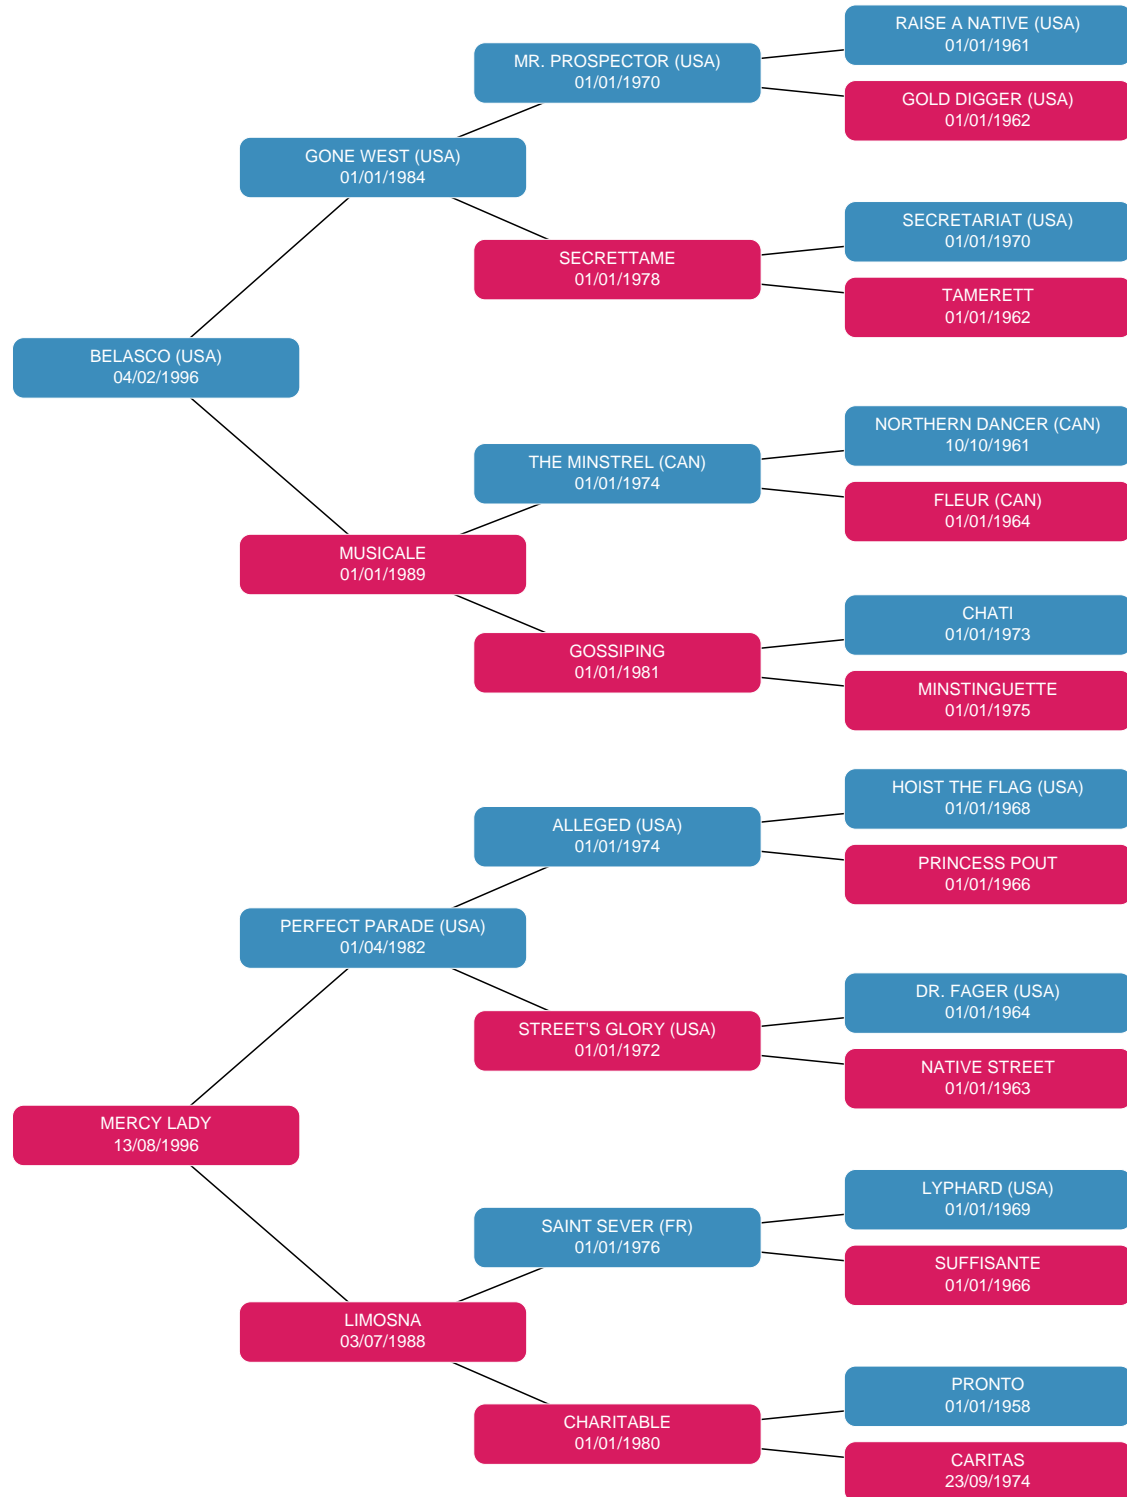 RAISE A NATIVE (USA)
01/01/1961
MR. PROSPECTOR (USA)
01/01/1970
GOLD DIGGER (USA)
01/01/1962
GONE WEST (USA)
01/01/1984
SECRETARIAT (USA)
01/01/1970
SECRETTAME
01/01/1978
TAMERETT
01/01/1962
BELASCO (USA)
04/02/1996
NORTHERN DANCER (CAN)
10/10/1961
THE MINSTREL (CAN)
01/01/1974
FLEUR (CAN)
01/01/1964
MUSICALE
01/01/1989
CHATI
01/01/1973
GOSSIPING
01/01/1981
MINSTINGUETTE
01/01/1975
HOIST THE FLAG (USA)
01/01/1968
ALLEGED (USA)
01/01/1974
PRINCESS POUT
01/01/1966
PERFECT PARADE (USA)
01/04/1982
DR. FAGER (USA)
01/01/1964
STREET'S GLORY (USA)
01/01/1972
NATIVE STREET
01/01/1963
MERCY LADY
13/08/1996
LYPHARD (USA)
01/01/1969
SAINT SEVER (FR)
01/01/1976
SUFFISANTE
01/01/1966
LIMOSNA
03/07/1988
PRONTO
01/01/1958
CHARITABLE
01/01/1980
CARITAS
23/09/1974